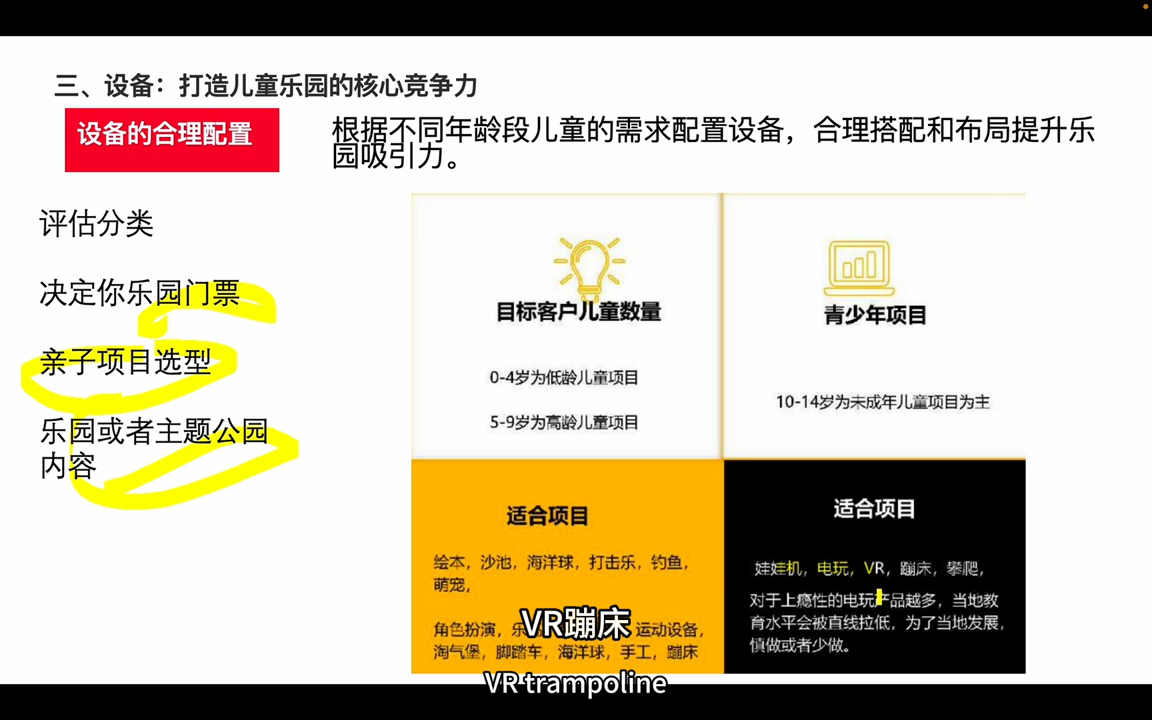 三、设备：打造儿童乐园的核心竞争力
设备的合理配置
根据不同年龄段儿童的需求配置设备，合理搭配和布局提升乐
园吸引力。
评估分类
决定你乐园门票
亲子项目选型
乐园或者主题公园
内容
目标客户儿童数量
0-4岁为低龄儿童项目
5-9岁为高龄儿童项目
青少年项目
10-14岁为未成年儿童项目为主
适合项目
绘本，沙池，海洋球，打击乐，钓鱼，
萌宠，
角色扮演，乐 运动设备，
淘气堡，脚踏车，海洋球，手工，蹦床
适合项目
娃娃机，电玩，VR，蹦床，攀爬，
对于上瘾性的电玩产品越多，当地教
育水平会被直线拉低，为了当地发展，
慎做或者少做。
VR蹦床
VR trampoline